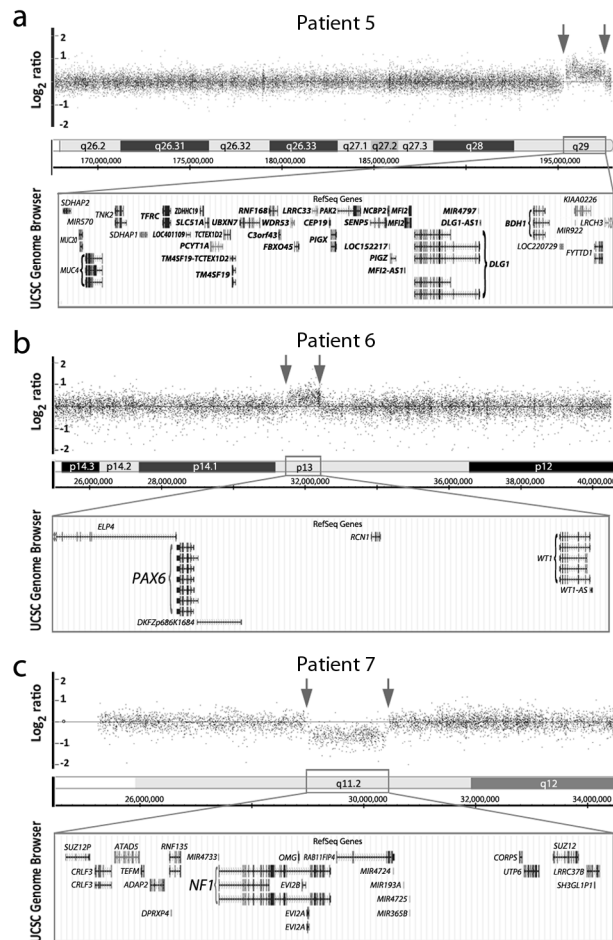 a Patient 5
Log2 ratio
2
1
0
-1
-2
q26.2 q26.31 q26.32 q26.33 q27.1 q27.2 q27.3 q28 q29
170,000,000 175,000,000 180,000,000 185,000,000 195,000,000
UCSC Genome Browser
RefSeq Genes
SDHAP2 TNK2 TFRC ZDHHC19 RNF168 LRRC33 PAK2 NCBP2 MFI2 MIR4797 KIAA0226
MIR570 SLC51A UBXN7 WDR53 CEP19 SENP5 MFI2 DLG1-AS1 BDH1 MIR922 LRCH3
MUC20 SDHAP1 LOC401109 TCTEX1D2 C3orf43 PIGX
PCYT1A FBXO45 LOC152217 LOC220729 FYTTD1
MUC4 TM4SF19-TCTEX1D2 PIGZ DLG1
TM4SF19 MFI2-AS1
b Patient 6
Log2 ratio
2
1
0
-1
-2
p14.3 p14.2 p14.1 p13 p12
26,000,000 28,000,000 32,000,000 34,000,000 36,000,000 38,000,000 40,000,000
UCSC Genome Browser
RefSeq Genes
ELP4
RCN1
PAX6 WT1
DKFZp686K1684 WT1-AS
c Patient 7
Log2 ratio
2
1
0
-1
-2
q11.2 q12
26,000,000 30,000,000 32,000,000 34,000,000
UCSC Genome Browser
RefSeq Genes
SUZ12P ATAD5 RNF135 MIR4733 OMG RAB11FIP4 CORPS SUZ12
CRLF3 TEFM MIR4724 UTP6 LRRC37B
CRLF3 ADAP2 NF1 EVI2B MIR193A SH3GL1P1
MIR4725
DPRXP4 EVI2A MIR365B
EVI2A